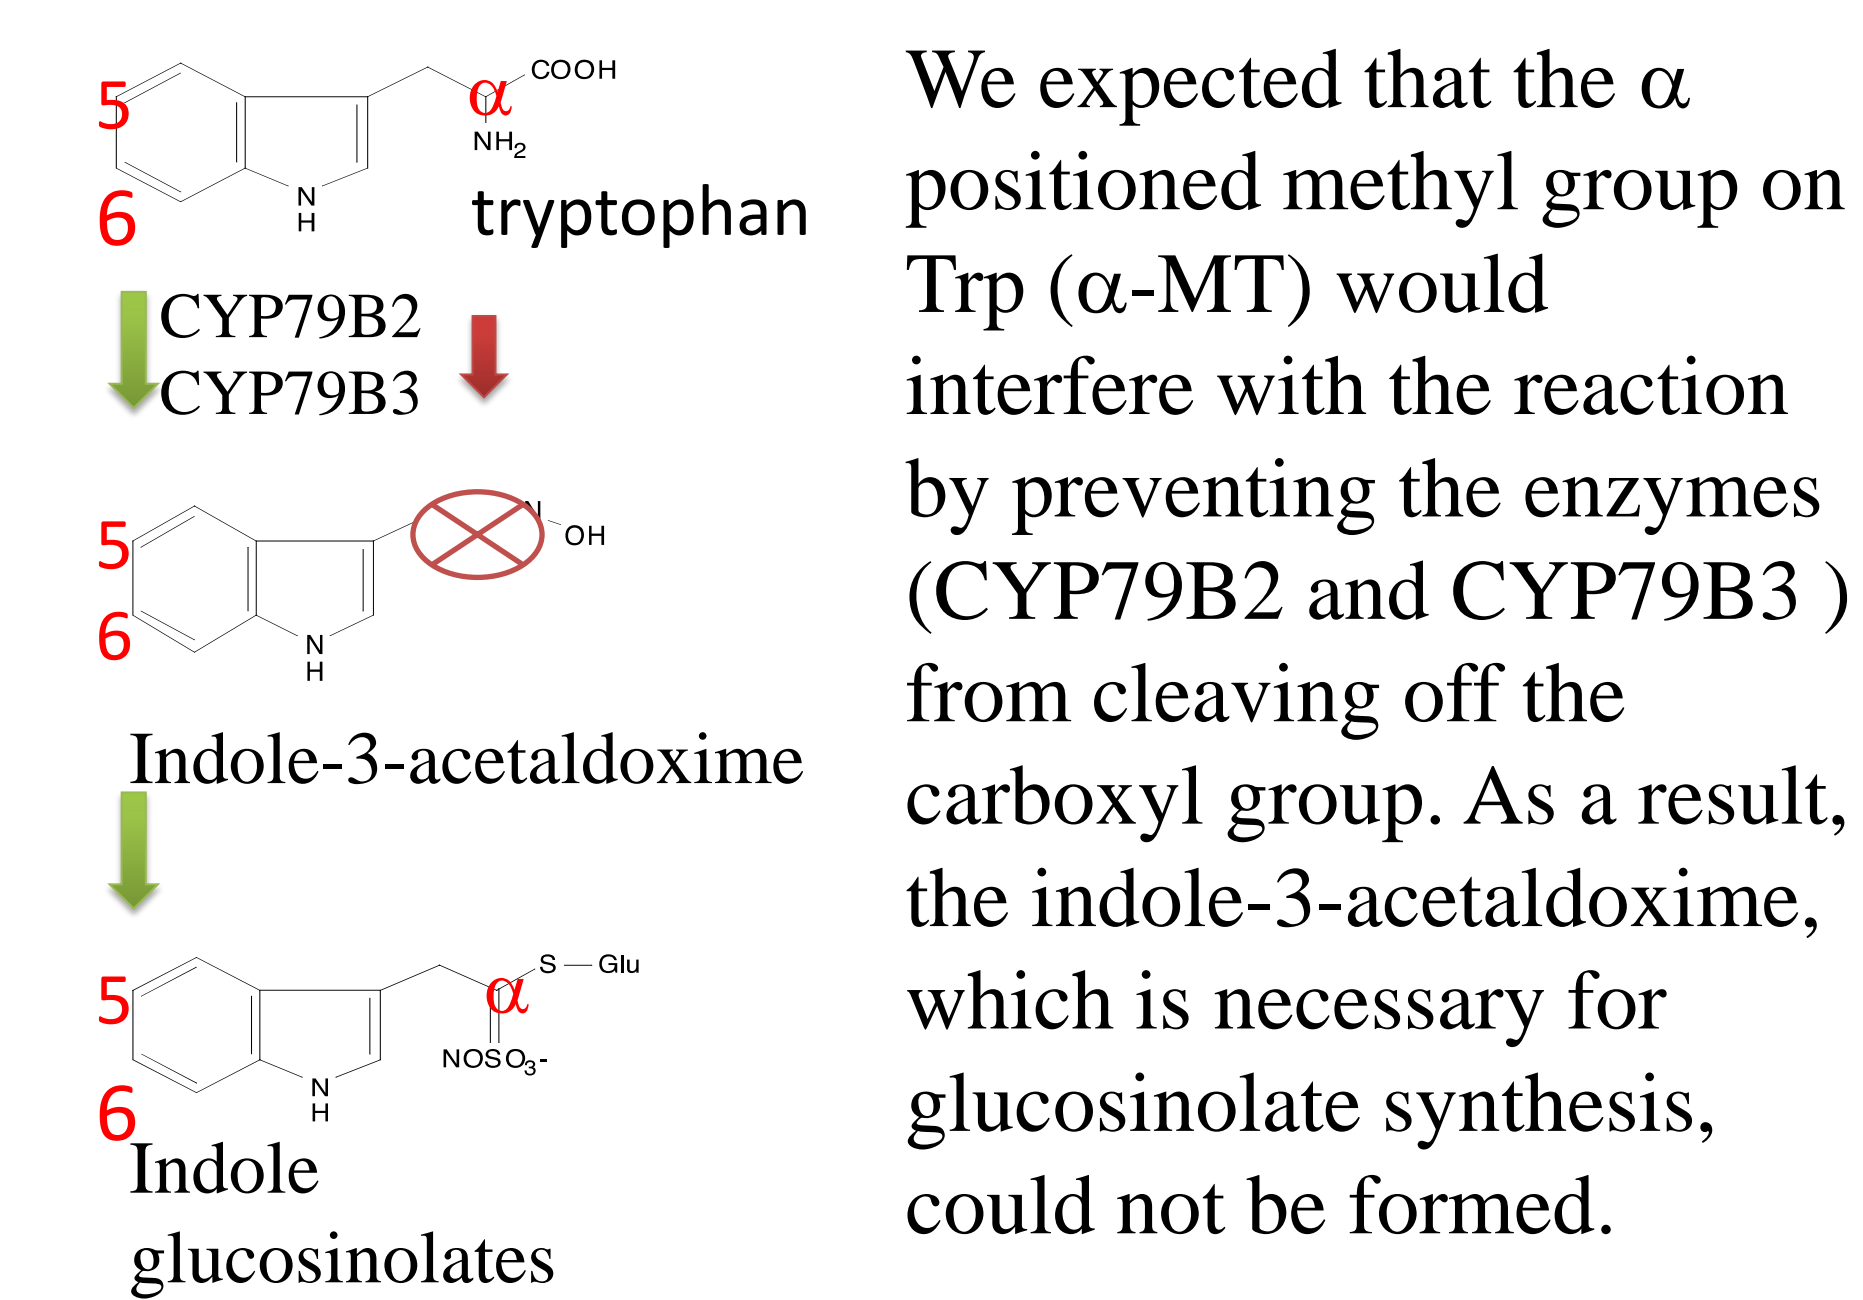 5
α
COOH
NH2
6
N
H
tryptophan
CYP79B2
CYP79B3
N
OH
5
6
N
H
Indole-3-acetaldoxime
S — Glu
5
α
NOSO3-
6
N
H
Indole
glucosinolates
We expected that the α
positioned methyl group on
Trp (α-MT) would
interfere with the reaction
by preventing the enzymes
(CYP79B2 and CYP79B3 )
from cleaving off the
carboxyl group. As a result,
the indole-3-acetaldoxime,
which is necessary for
glucosinolate synthesis,
could not be formed.